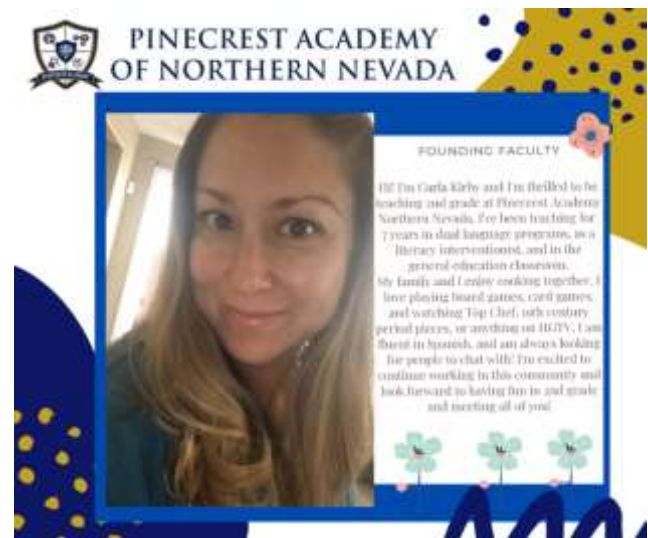 PINECREST ACADEMY
OF NORTHERN NEVADA
FOUNDING FACULTY
Hi! I'm Carla Kirby and I'm thrilled to be
teaching 2nd grade at Pinecrest Academy
Northern Nevada. I've been teaching for
7 years in dual language programs, as a
literacy interventionist, and in the
general education classroom.
My family and I enjoy cooking together. I
love playing board games, card games,
and watching Top Chef, 19th century
period pieces, or anything on HGTV. I am
fluent in Spanish, and am always looking
for people to chat with! I'm excited to
continue working in this community and
look forward to having fun in 2nd grade
and meeting all of you!